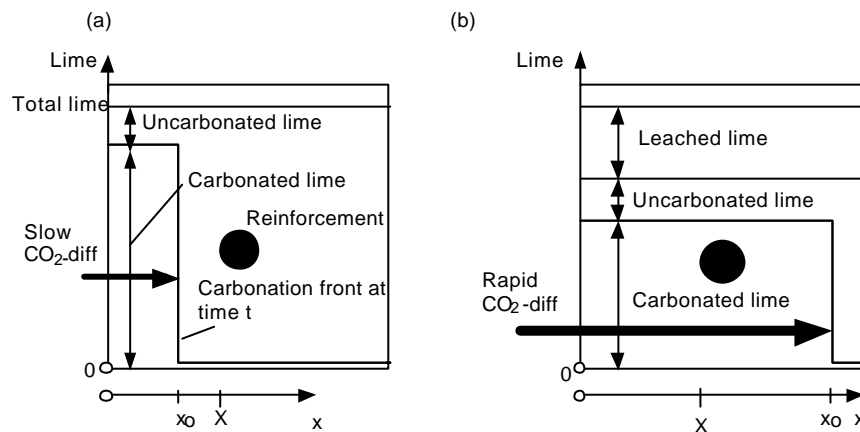 (a)
Lime
Total lime
Uncarbonated lime
Carbonated lime
Slow
CO2-diff
Reinforcement
Carbonation front at
time t
0
xo X x
(b)
Lime
Leached lime
Uncarbonated lime
Rapid
CO2-diff
Carbonated lime
0
X xo x